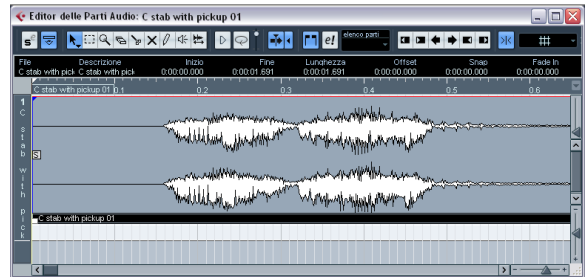 Editor delle Parti Audio: C stab with pickup 01
elenco parti
File Descrizione Inizio Fine Lunghezza Offset Snap Fade In
C stab with pick C stab with pick 0:00:00.000 0:00:01.691 0:00:01.691 0:00:00.000 0:00:00.000 0:00:00.000
C stab with pickup 01 0.1 0.2 0.3 0.4 0.5 0.6
1
C
s
t
a
b
w
i
t
h
p
i
c
k
S
C stab with pickup 01